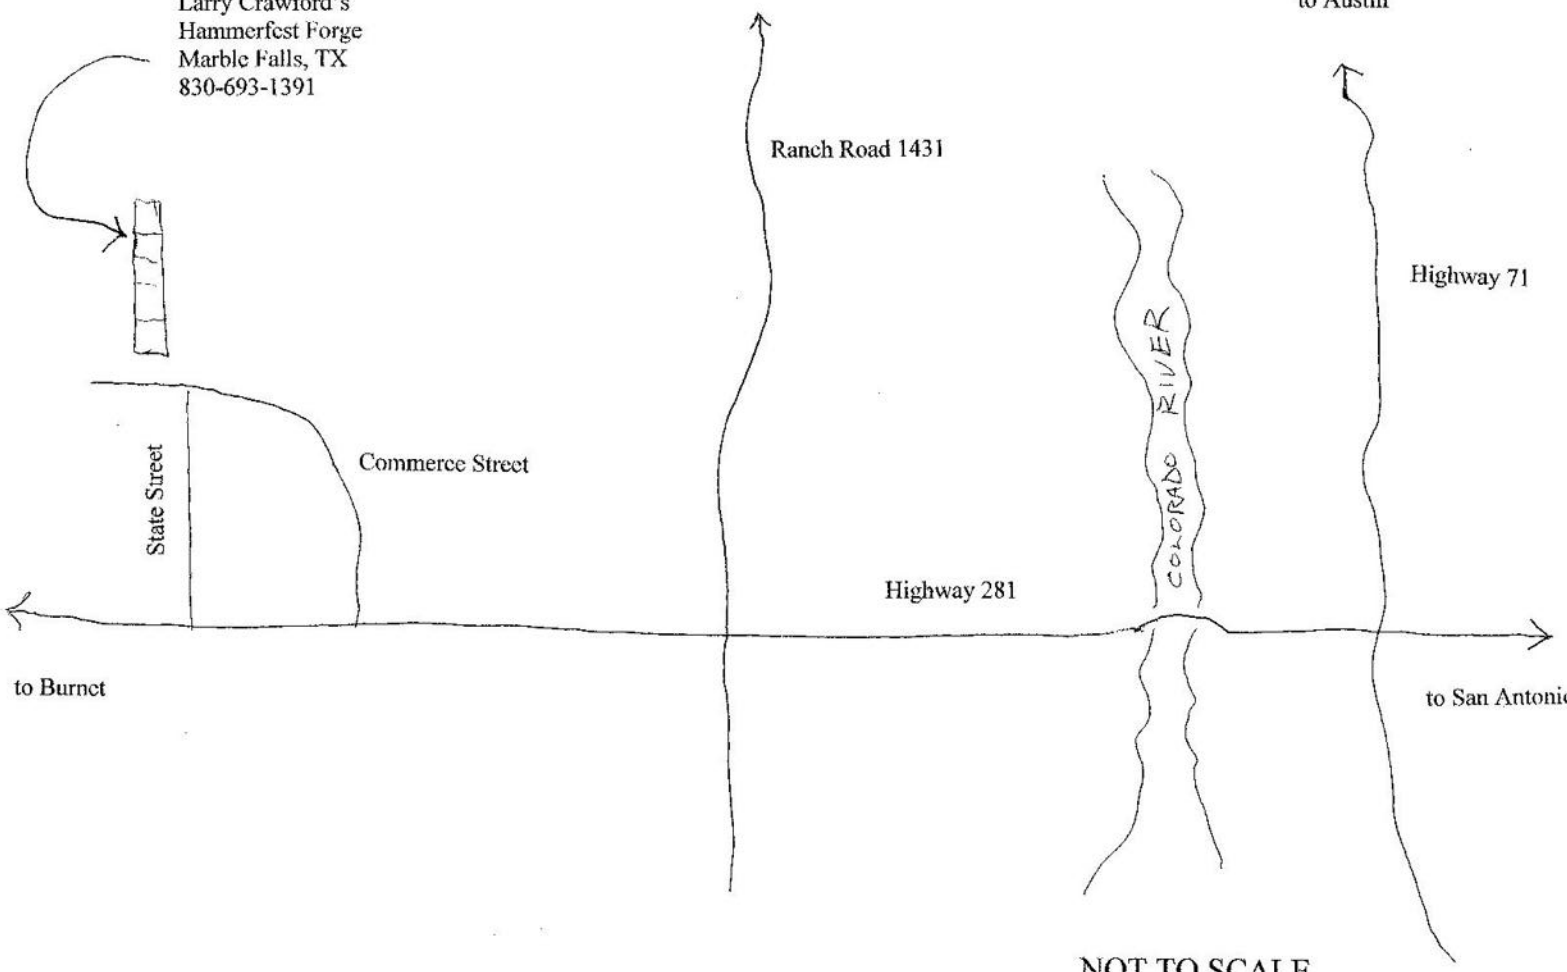 Larry Crawford's
Hammerfest Forge
Marble Falls, TX
830-693-1391
to Austin
Ranch Road 1431
Highway 71
COLORADO RIVER
Commerce Street
State Street
Highway 281
to Burnet
to San Antonio
NOT TO SCALE